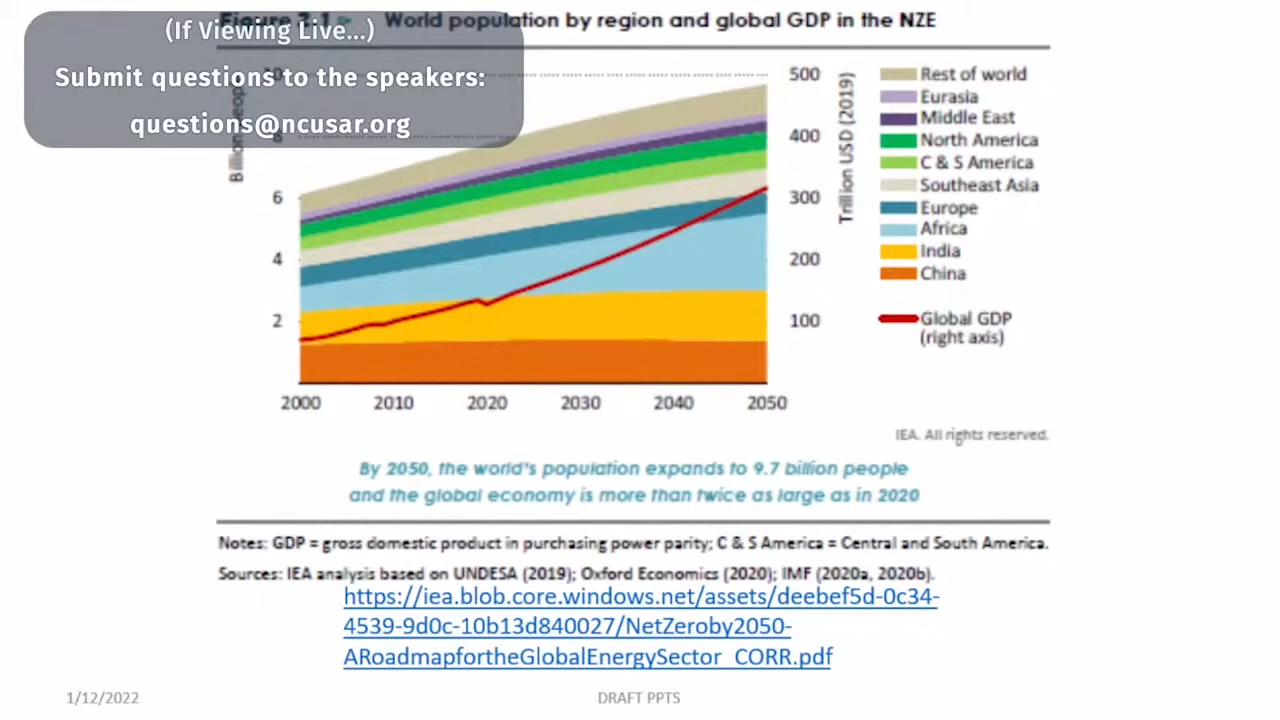 (If Viewing Live...)
Submit questions to the speakers:
questions@ncusar.org
World population by region and global GDP in the NZE
6
4
2
500
400
300
200
100
Trillion USD (2019)
2000 2010 2020 2030 2040 2050
Rest of world
Eurasia
Middle East
North America
C & S America
Southeast Asia
Europe
Africa
India
China
Global GDP
(right axis)
IEA. All rights reserved.
By 2050, the world's population expands to 9.7 billion people
and the global economy is more than twice as large as in 2020
Notes: GDP = gross domestic product in purchasing power parity; C & S America = Central and South America.
Sources: IEA analysis based on UNDESA (2019); Oxford Economics (2020); IMF (2020a, 2020b).
https://iea.blob.core.windows.net/assets/deebef5d-0c34-
4539-9d0c-10b13d840027/NetZeroby2050-
ARoadmapfortheGlobalEnergySector_CORR.pdf
1/12/2022
DRAFT PPTS